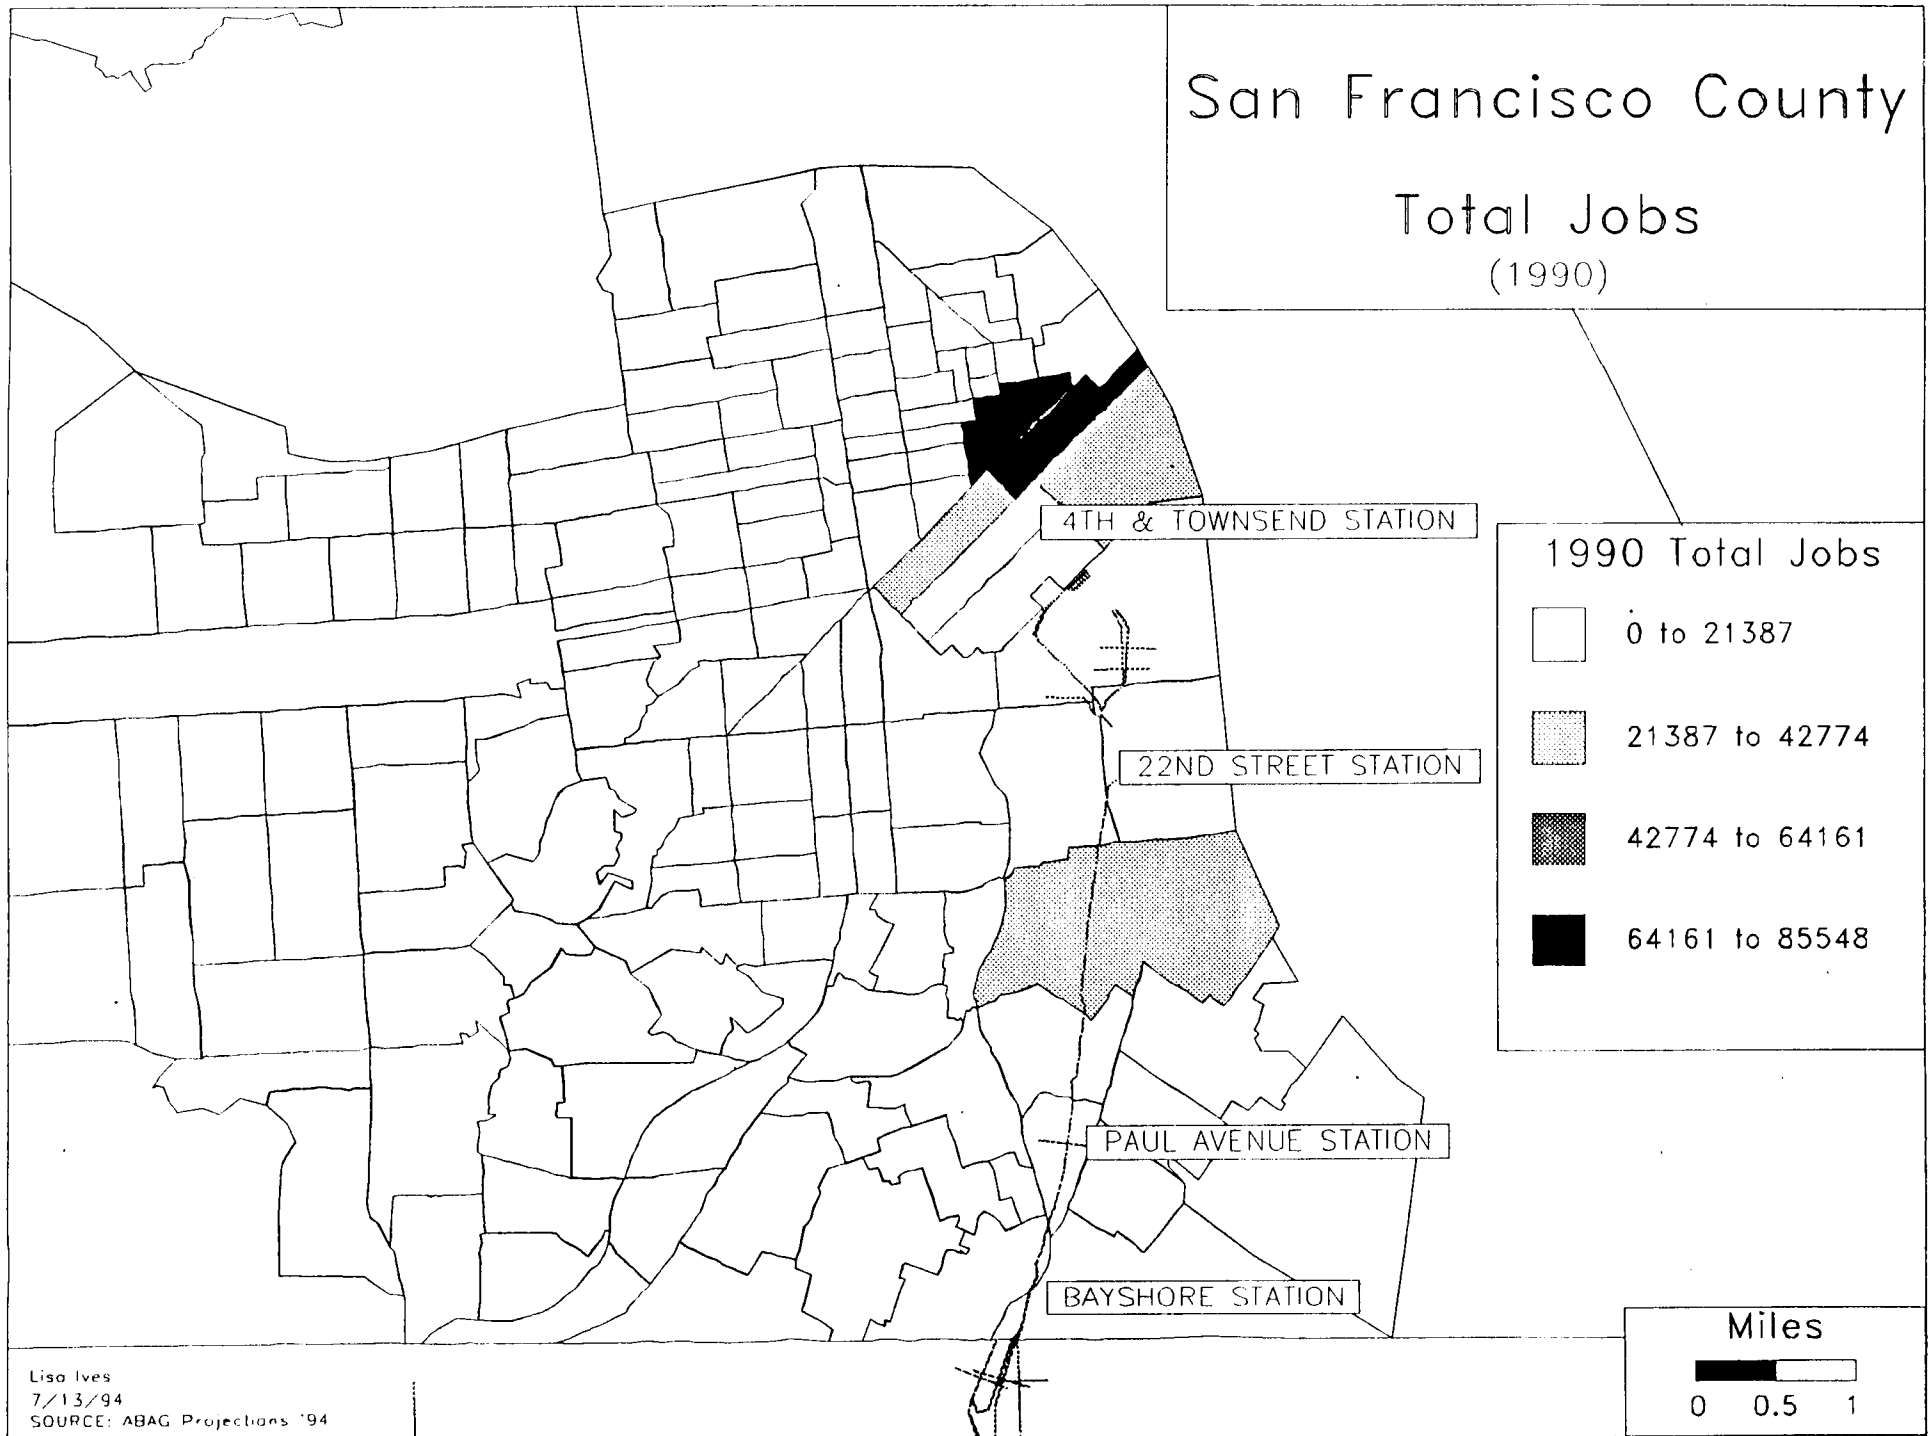 San Francisco County
Total Jobs
(1990)
4TH & TOWNSEND STATION
1990 Total Jobs
0 to 21387
21387 to 42774
22ND STREET STATION
42774 to 64161
64161 to 85548
PAUL AVENUE STATION
BAYSHORE STATION
Miles
0 0.5 1
Lisa Ives
7/13/94
SOURCE: ABAG Projections '94